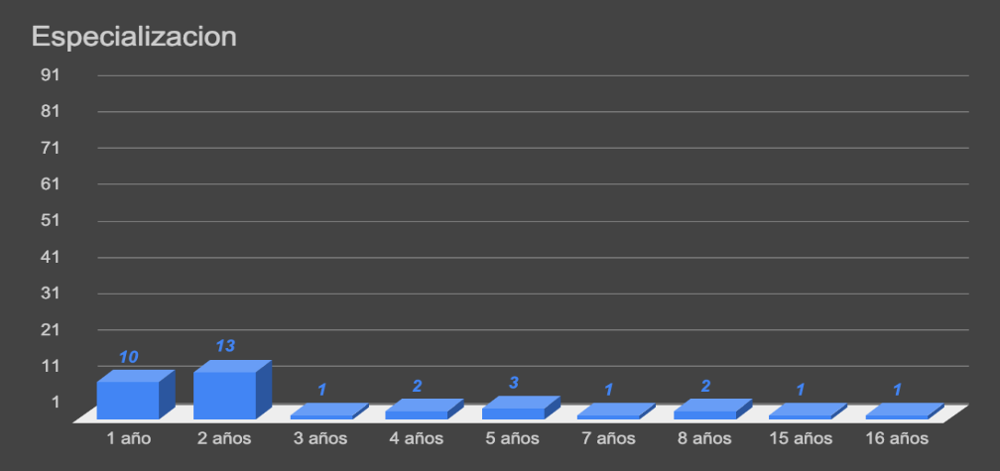 Especializacion
91
81
71
61
51
41
31
21
11
1
10
13
1
2
3
1
2
1
1
1 año
2 años
3 años
4 años
5 años
7 años
8 años
15 años
16 años